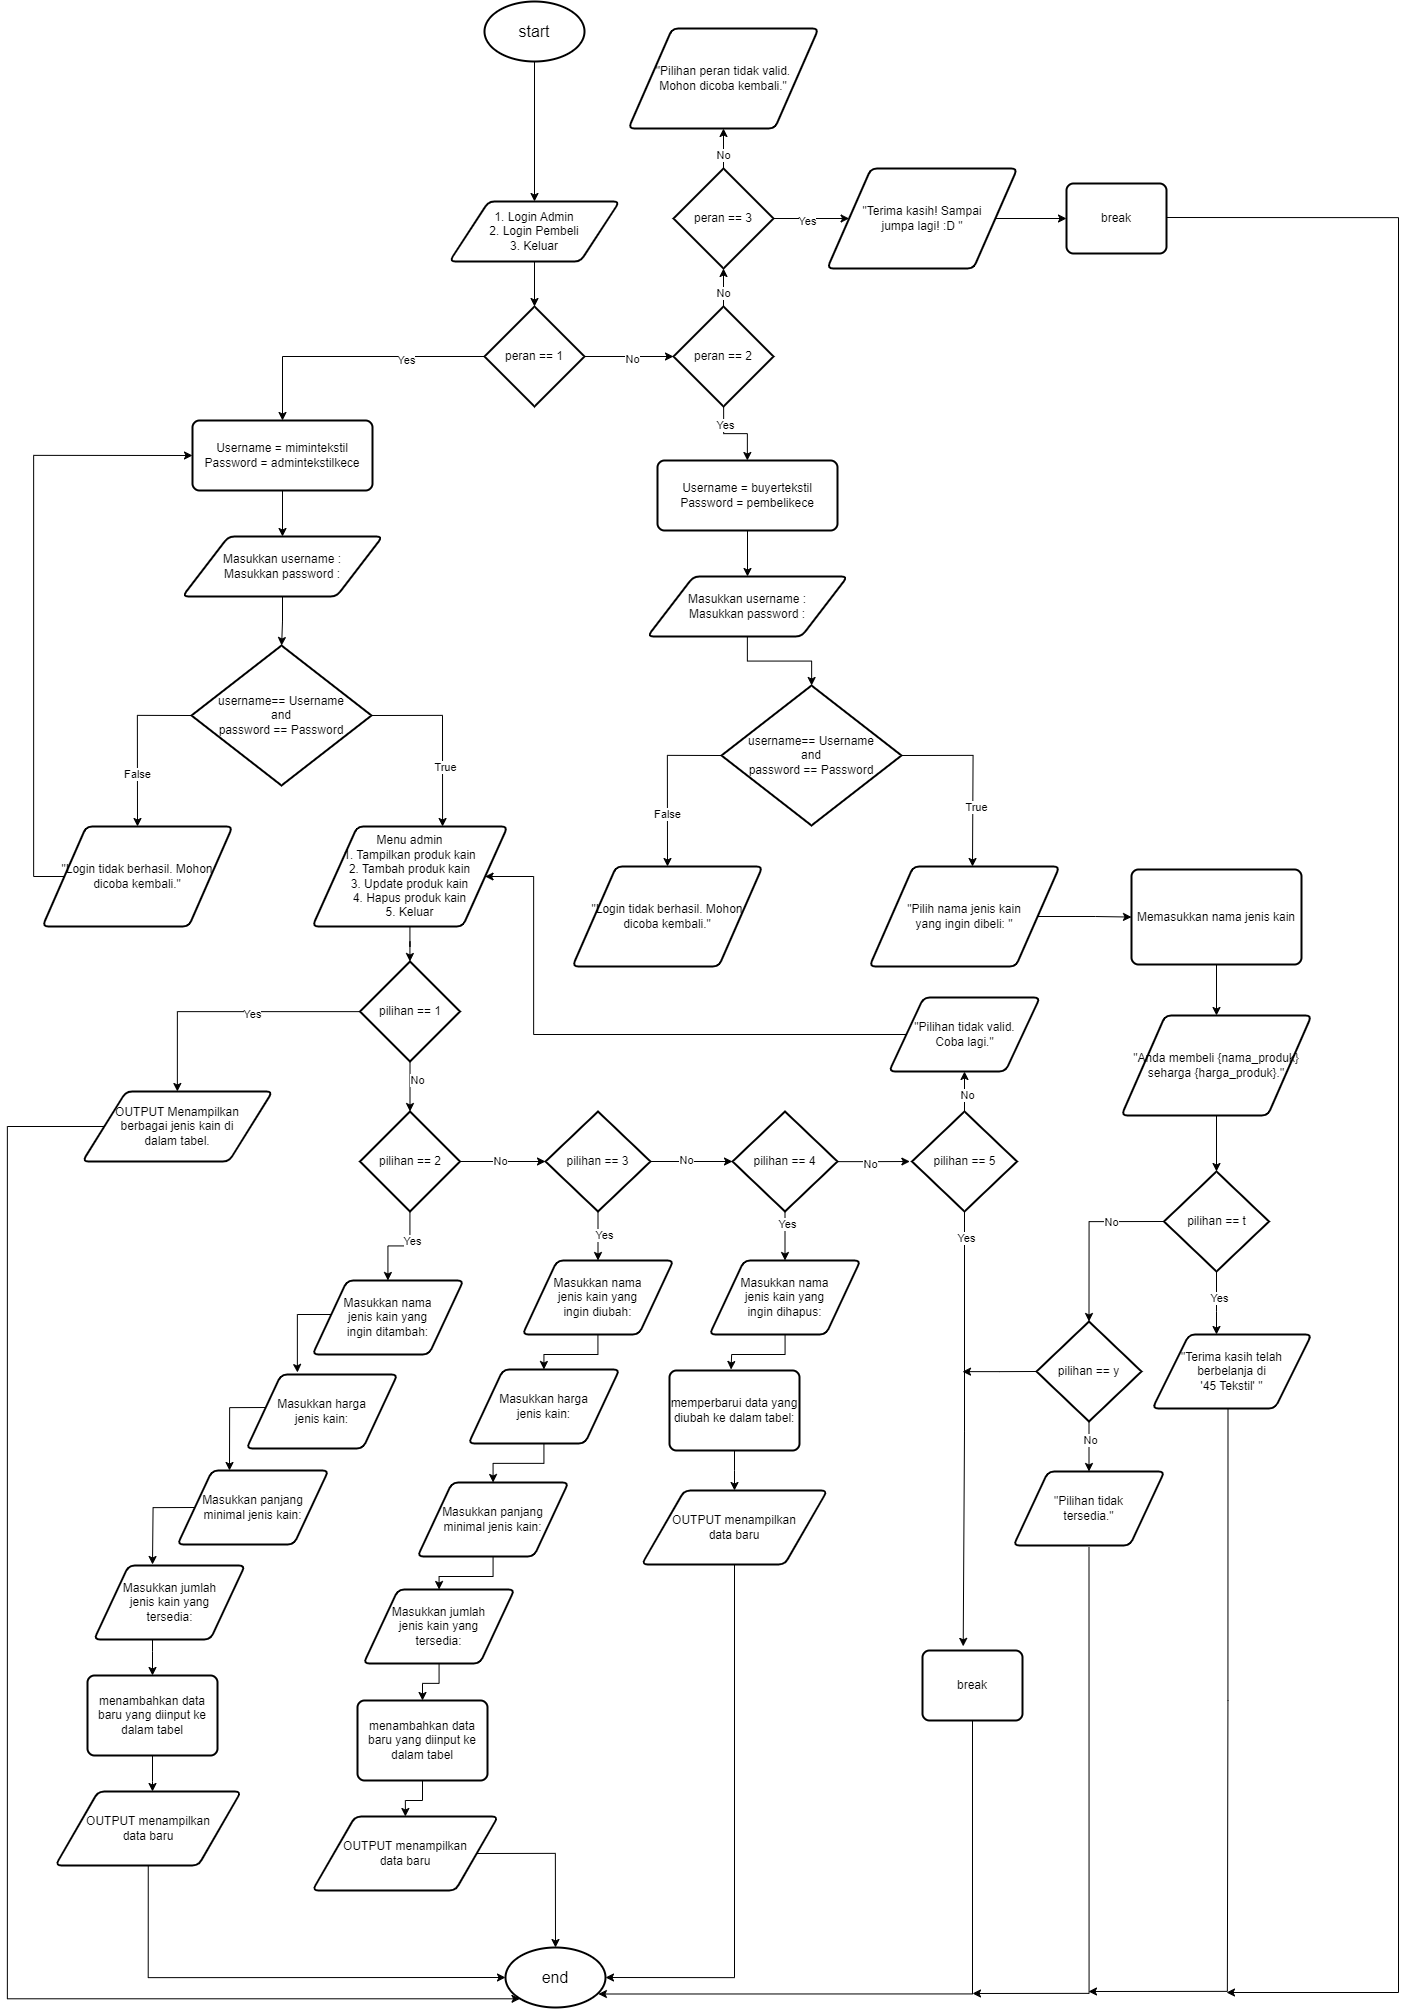 start
"Pilihan peran tidak valid.
Mohon dicoba kembali."
No
1. Login Admin
2. Login Pembeli
3. Keluar
peran == 3
Yes
"Terima kasih! Sampai
jumpa lagi! :D "
break
No
peran == 1
Yes
No
peran == 2
Yes
Username = mimintekstil
Password = admintekstilkece
Username = buyertekstil
Password = pembelikece
Masukkan username :
Masukkan password :
Masukkan username :
Masukkan password :
username== Username
and
password == Password
False
True
username== Username
and
password == Password
False
True
"Login tidak berhasil. Mohon
dicoba kembali."
Menu admin
1. Tampilkan produk kain
2. Tambah produk kain
3. Update produk kain
4. Hapus produk kain
5. Keluar
"Login tidak berhasil. Mohon
dicoba kembali."
"Pilih nama jenis kain
yang ingin dibeli: "
Memasukkan nama jenis kain
pilihan == 1
Yes
No
"Pilihan tidak valid.
Coba lagi."
No
"Anda membeli {nama_produk}
seharga {harga_produk}."
OUTPUT Menampilkan
berbagai jenis kain di
dalam tabel.
pilihan == 2
No
pilihan == 3
No
pilihan == 4
No
pilihan == 5
Yes
Yes
Yes
Yes
pilihan == t
No
Yes
Masukkan nama
jenis kain yang
ingin ditambah:
Masukkan nama
jenis kain yang
ingin diubah:
Masukkan nama
jenis kain yang
ingin dihapus:
pilihan == y
No
"Terima kasih telah
berbelanja di
'45 Tekstil' "
Masukkan harga
jenis kain:
Masukkan harga
jenis kain:
memperbarui data yang
diubah ke dalam tabel:
Masukkan panjang
minimal jenis kain:
Masukkan panjang
minimal jenis kain:
OUTPUT menampilkan
data baru
"Pilihan tidak
tersedia."
Masukkan jumlah
jenis kain yang
tersedia:
Masukkan jumlah
jenis kain yang
tersedia:
break
menambahkan data
baru yang diinput ke
dalam tabel
menambahkan data
baru yang diinput ke
dalam tabel
OUTPUT menampilkan
data baru
OUTPUT menampilkan
data baru
end